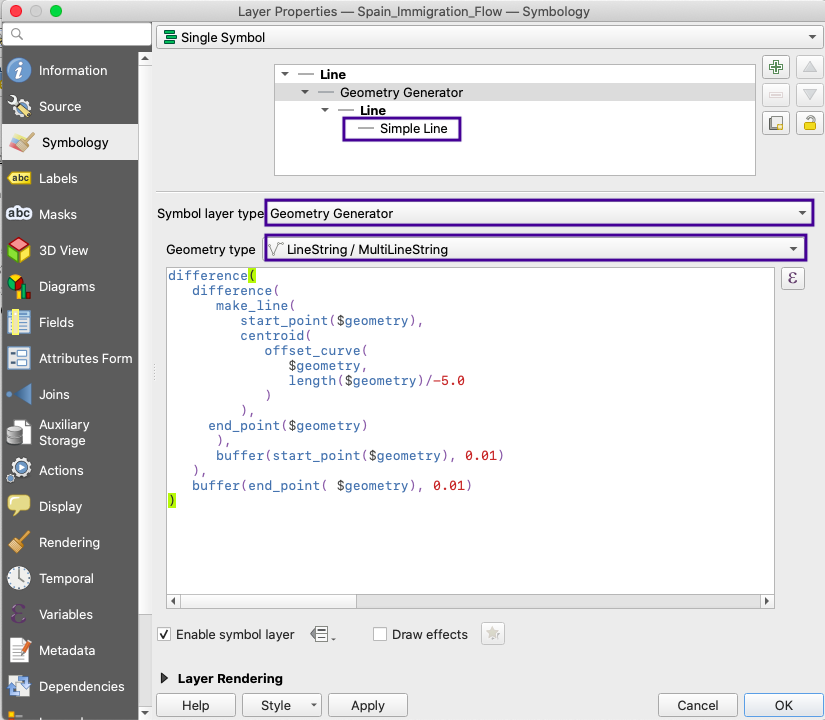 Layer Properties — Spain_Immigration_Flow — Symbology
Information
Source
Symbology
abc Labels
abc Masks
3D View
Diagrams
Fields
Attributes Form
Joins
Auxiliary
Storage
Actions
Display
Rendering
Temporal
ε Variables
Metadata
Dependencies
Single Symbol
Line
Geometry Generator
Line
Simple Line
Symbol layer type Geometry Generator
Geometry type LineString / MultiLineString
difference(
difference(
make_line(
start_point($geometry),
centroid(
offset_curve(
$geometry,
length($geometry)/-5.0
)
),
end_point($geometry)
),
buffer(start_point($geometry), 0.01)
),
buffer(end_point( $geometry), 0.01)
)
ε
Enable symbol layer
Draw effects
Layer Rendering
Help
Style
Apply
Cancel
OK